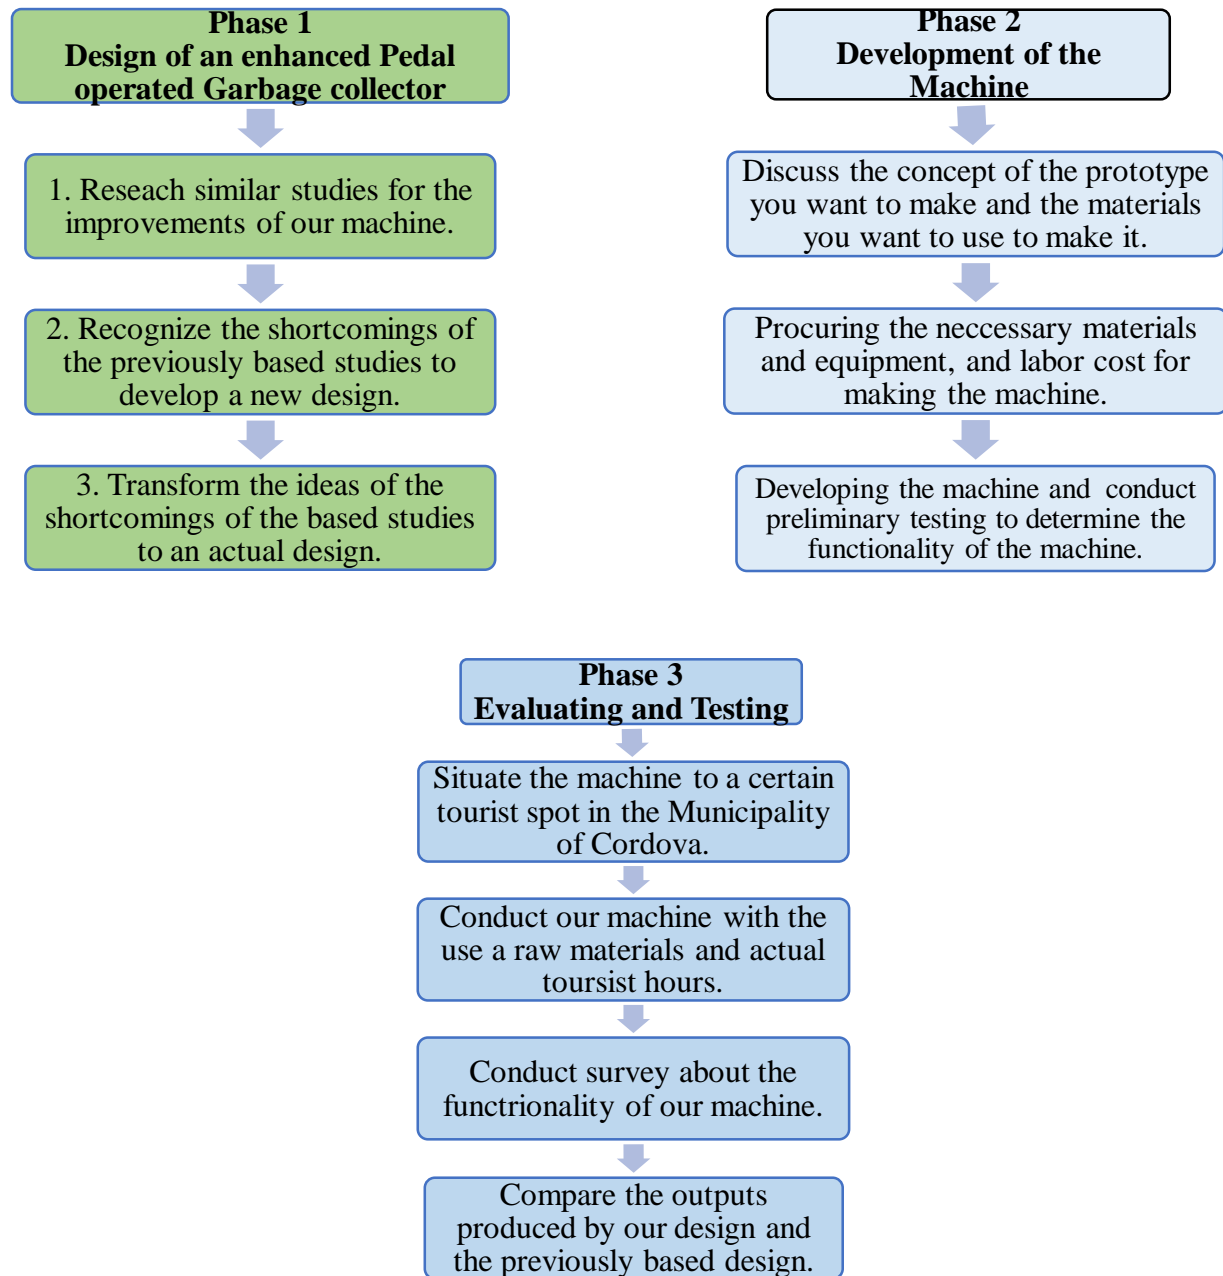 Phase 1
Design of an enhanced Pedal
operated Garbage collector
1. Reseach similar studies for the
improvements of our machine.
2. Recognize the shortcomings of
the previously based studies to
develop a new design.
3. Transform the ideas of the
shortcomings of the based studies
to an actual design.
Phase 2
Development of the
Machine
Discuss the concept of the prototype
you want to make and the materials
you want to use to make it.
Procuring the neccessary materials
and equipment, and labor cost for
making the machine.
Developing the machine and conduct
preliminary testing to determine the
functionality of the machine.
Phase 3
Evaluating and Testing
Situate the machine to a certain
tourist spot in the Municipality
of Cordova.
Conduct our machine with the
use a raw materials and actual
toursist hours.
Conduct survey about the
functrionality of our machine.
Compare the outputs
produced by our design and
the previously based design.